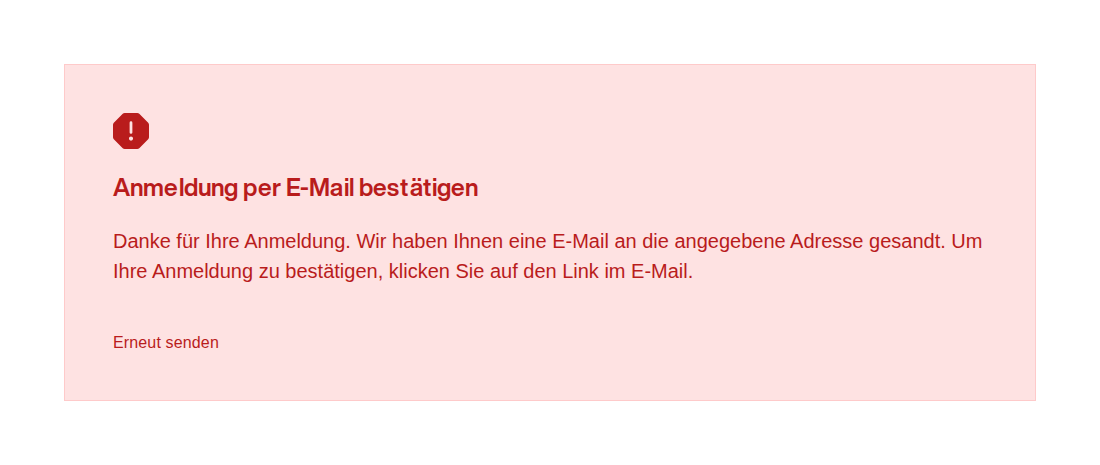 Anmeldung per E-Mail bestätigen
Danke für Ihre Anmeldung. Wir haben Ihnen eine E-Mail an die angegebene Adresse gesandt. Um
Ihre Anmeldung zu bestätigen, klicken Sie auf den Link im E-Mail.
Erneut senden